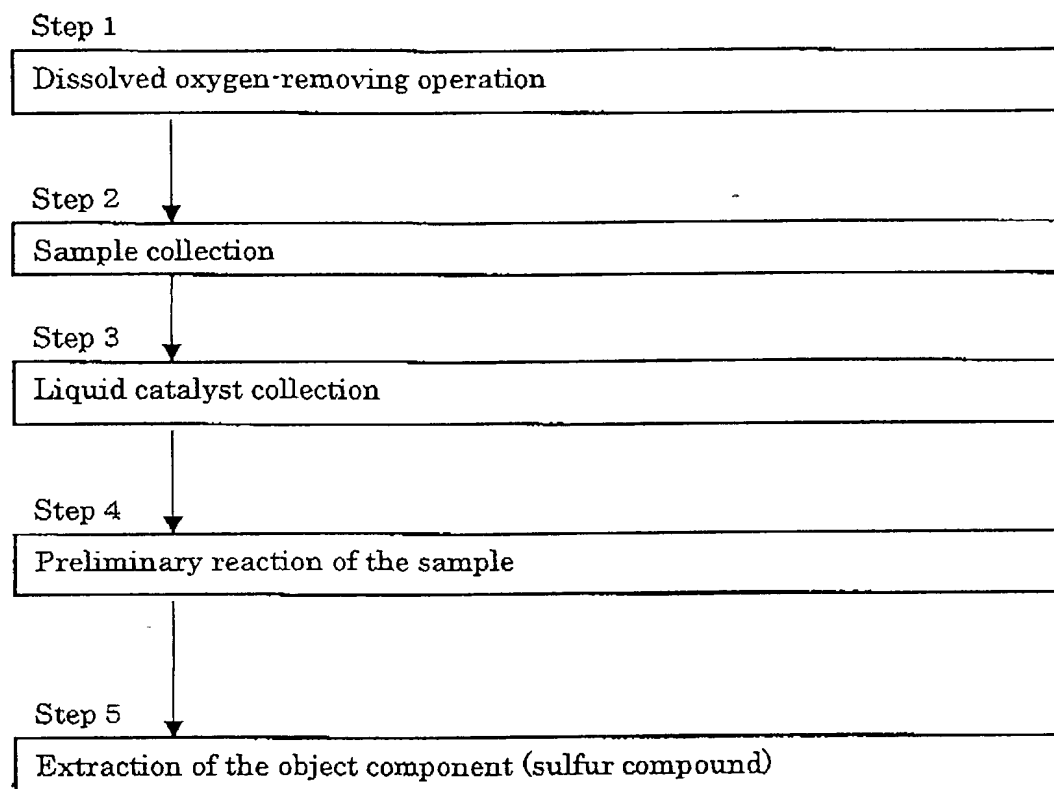 Step 1
Dissolved oxygen-removing operation
Step 2
Sample collection
Step 3
Liquid catalyst collection
Step 4
Preliminary reaction of the sample
Step 5
Extraction of the object component (sulfur compound)